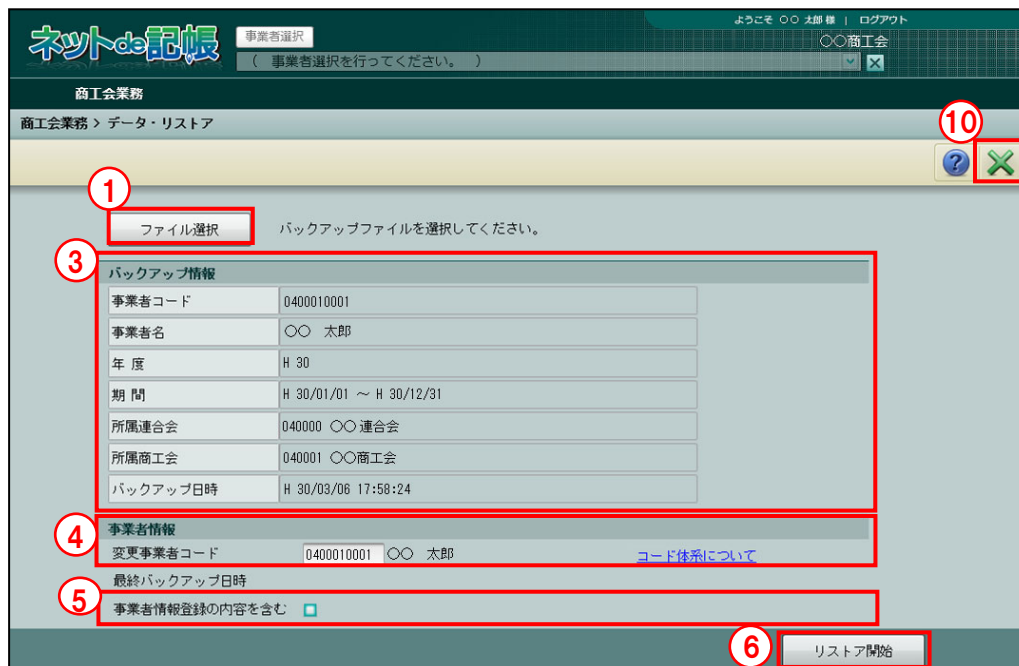 ようこそ 〇〇 太郎 様 | ログアウト
ネットde記帳
事業者選択
〇〇商工会
( 事業者選択を行ってください。 )
商工会業務
商工会業務 > データ・リストア
10
1
ファイル選択 バックアップファイルを選択してください。
3
バックアップ情報
事業者コード 0400010001
事業者名 〇〇 太郎
年 度 H 30
期 間 H 30/01/01 ～ H 30/12/31
所属連合会 040000 〇〇連合会
所属商工会 040001 〇〇商工会
バックアップ日時 H 30/03/06 17:58:24
4
事業者情報
変更事業者コード 0400010001 〇〇 太郎 コード体系について
最終バックアップ日時
5
事業者情報登録の内容を含む
6
リストア開始